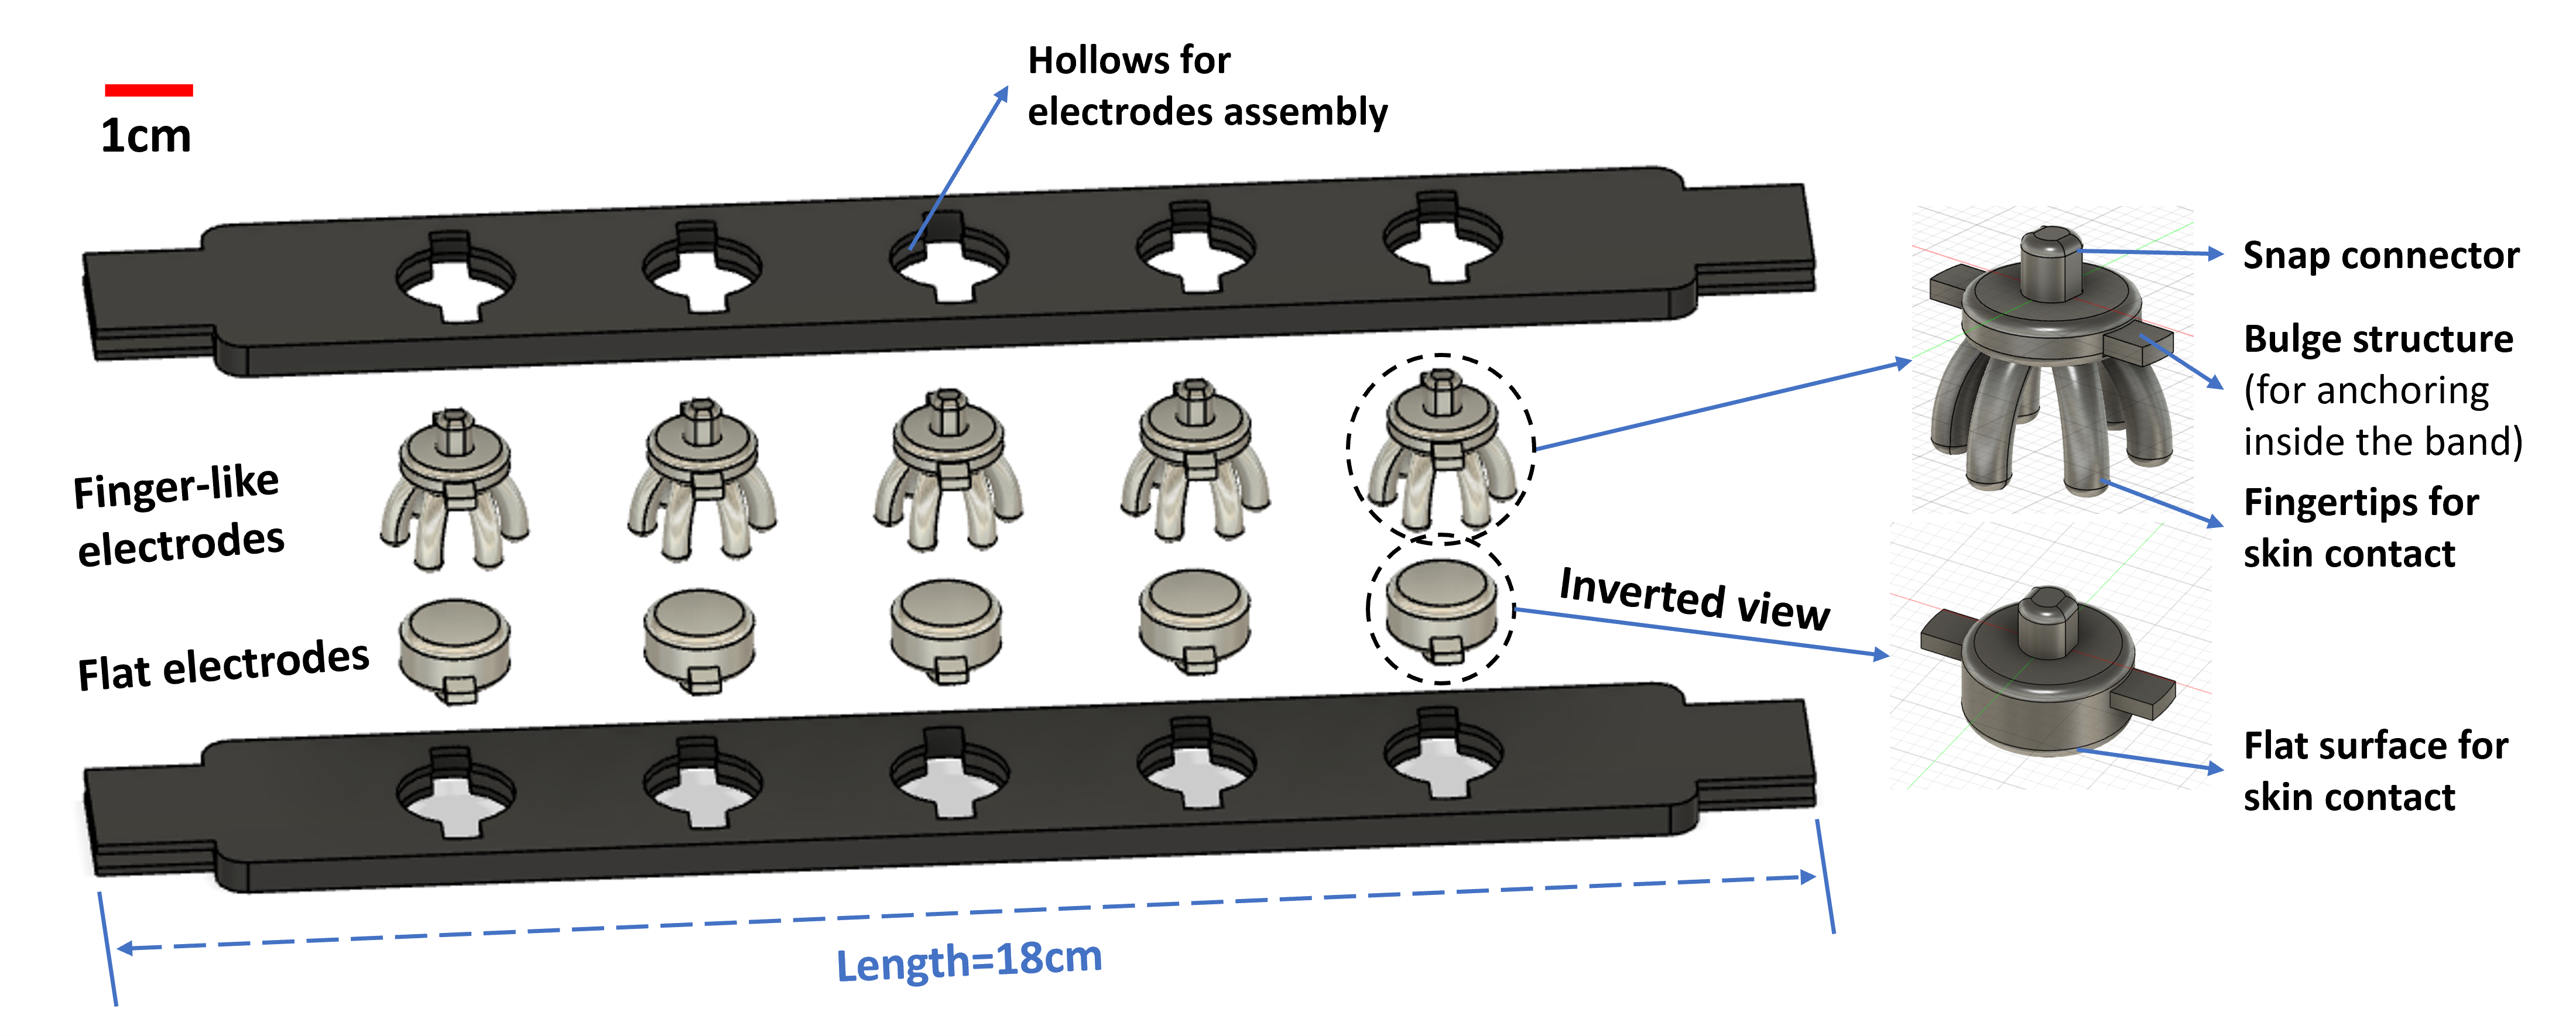 1cm
Hollows for
electrodes assembly
Finger-like
electrodes
Flat electrodes
Inverted view
Length=18cm
Snap connector
Bulge structure
(for anchoring
inside the band)
Fingertips for
skin contact
Flat surface for
skin contact